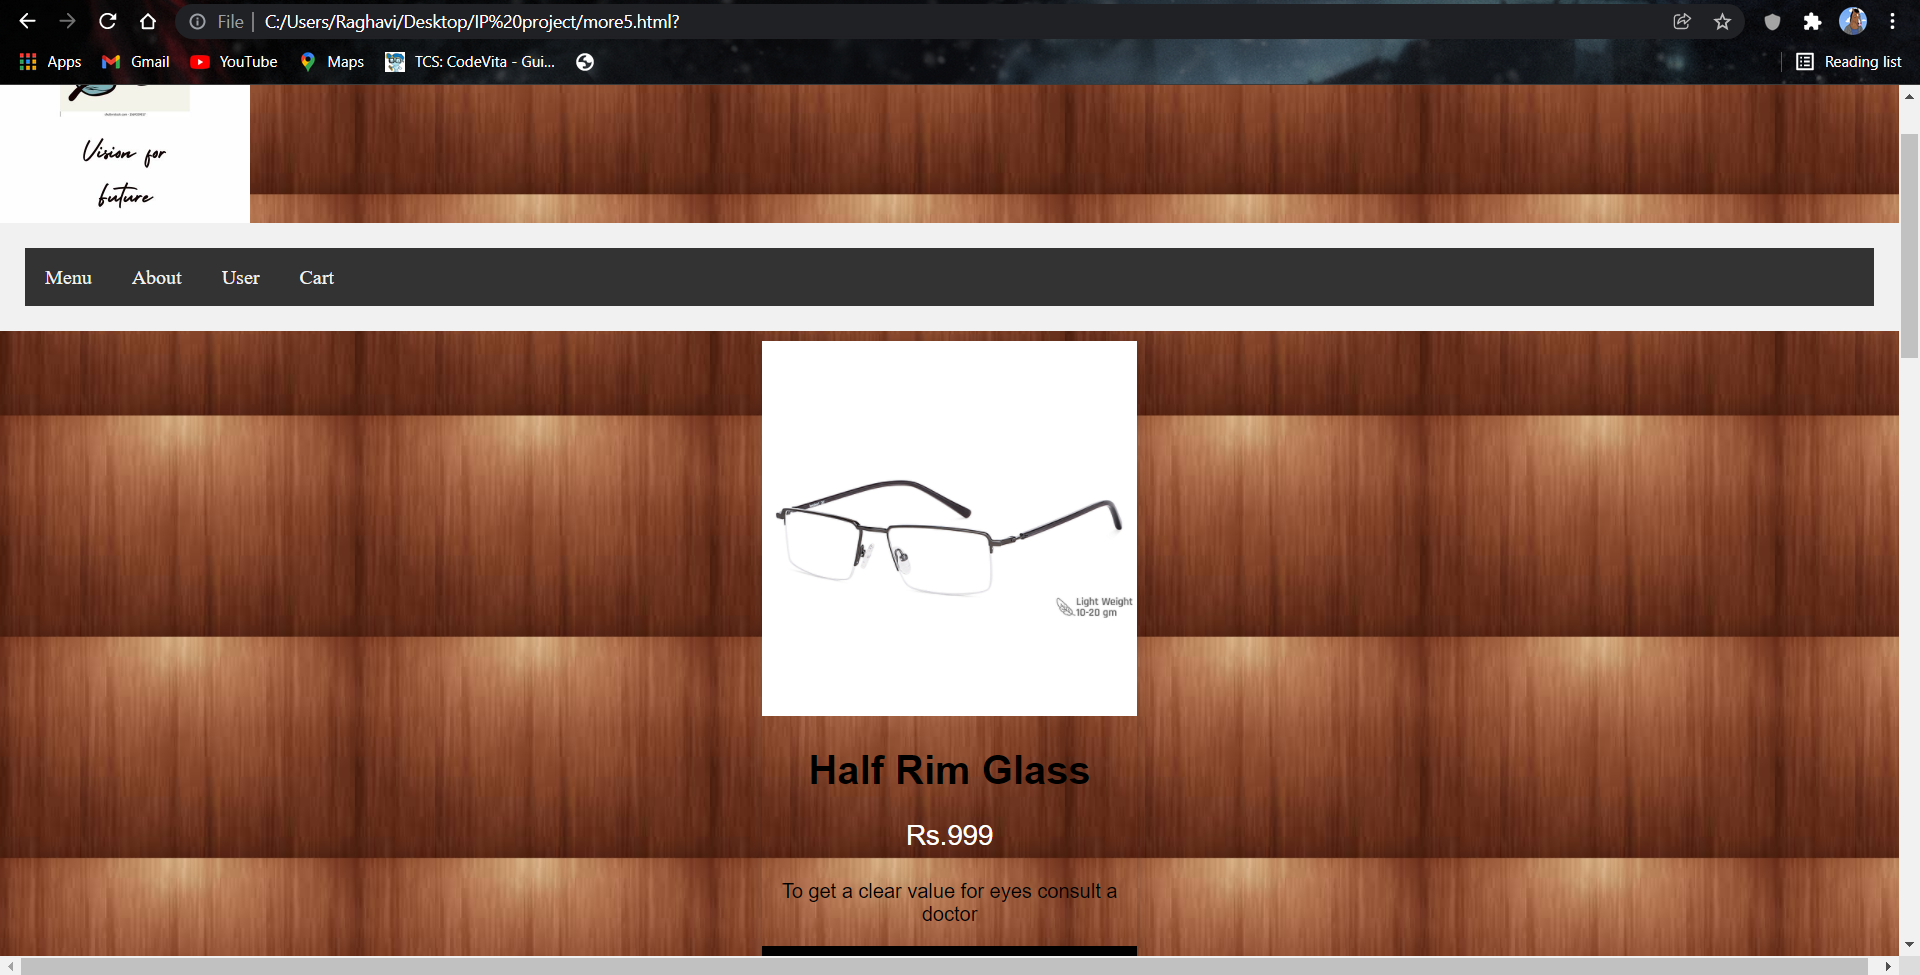 File
C:/Users/Raghavi/Desktop/IP%20project/more5.html?
Apps
Gmail
YouTube
Maps
TCS: CodeVita - Gui...
Reading list
Vision for
future
Menu
About
User
Cart
Light Weight
10-20 gm
Half Rim Glass
Rs.999
To get a clear value for eyes consult a
doctor